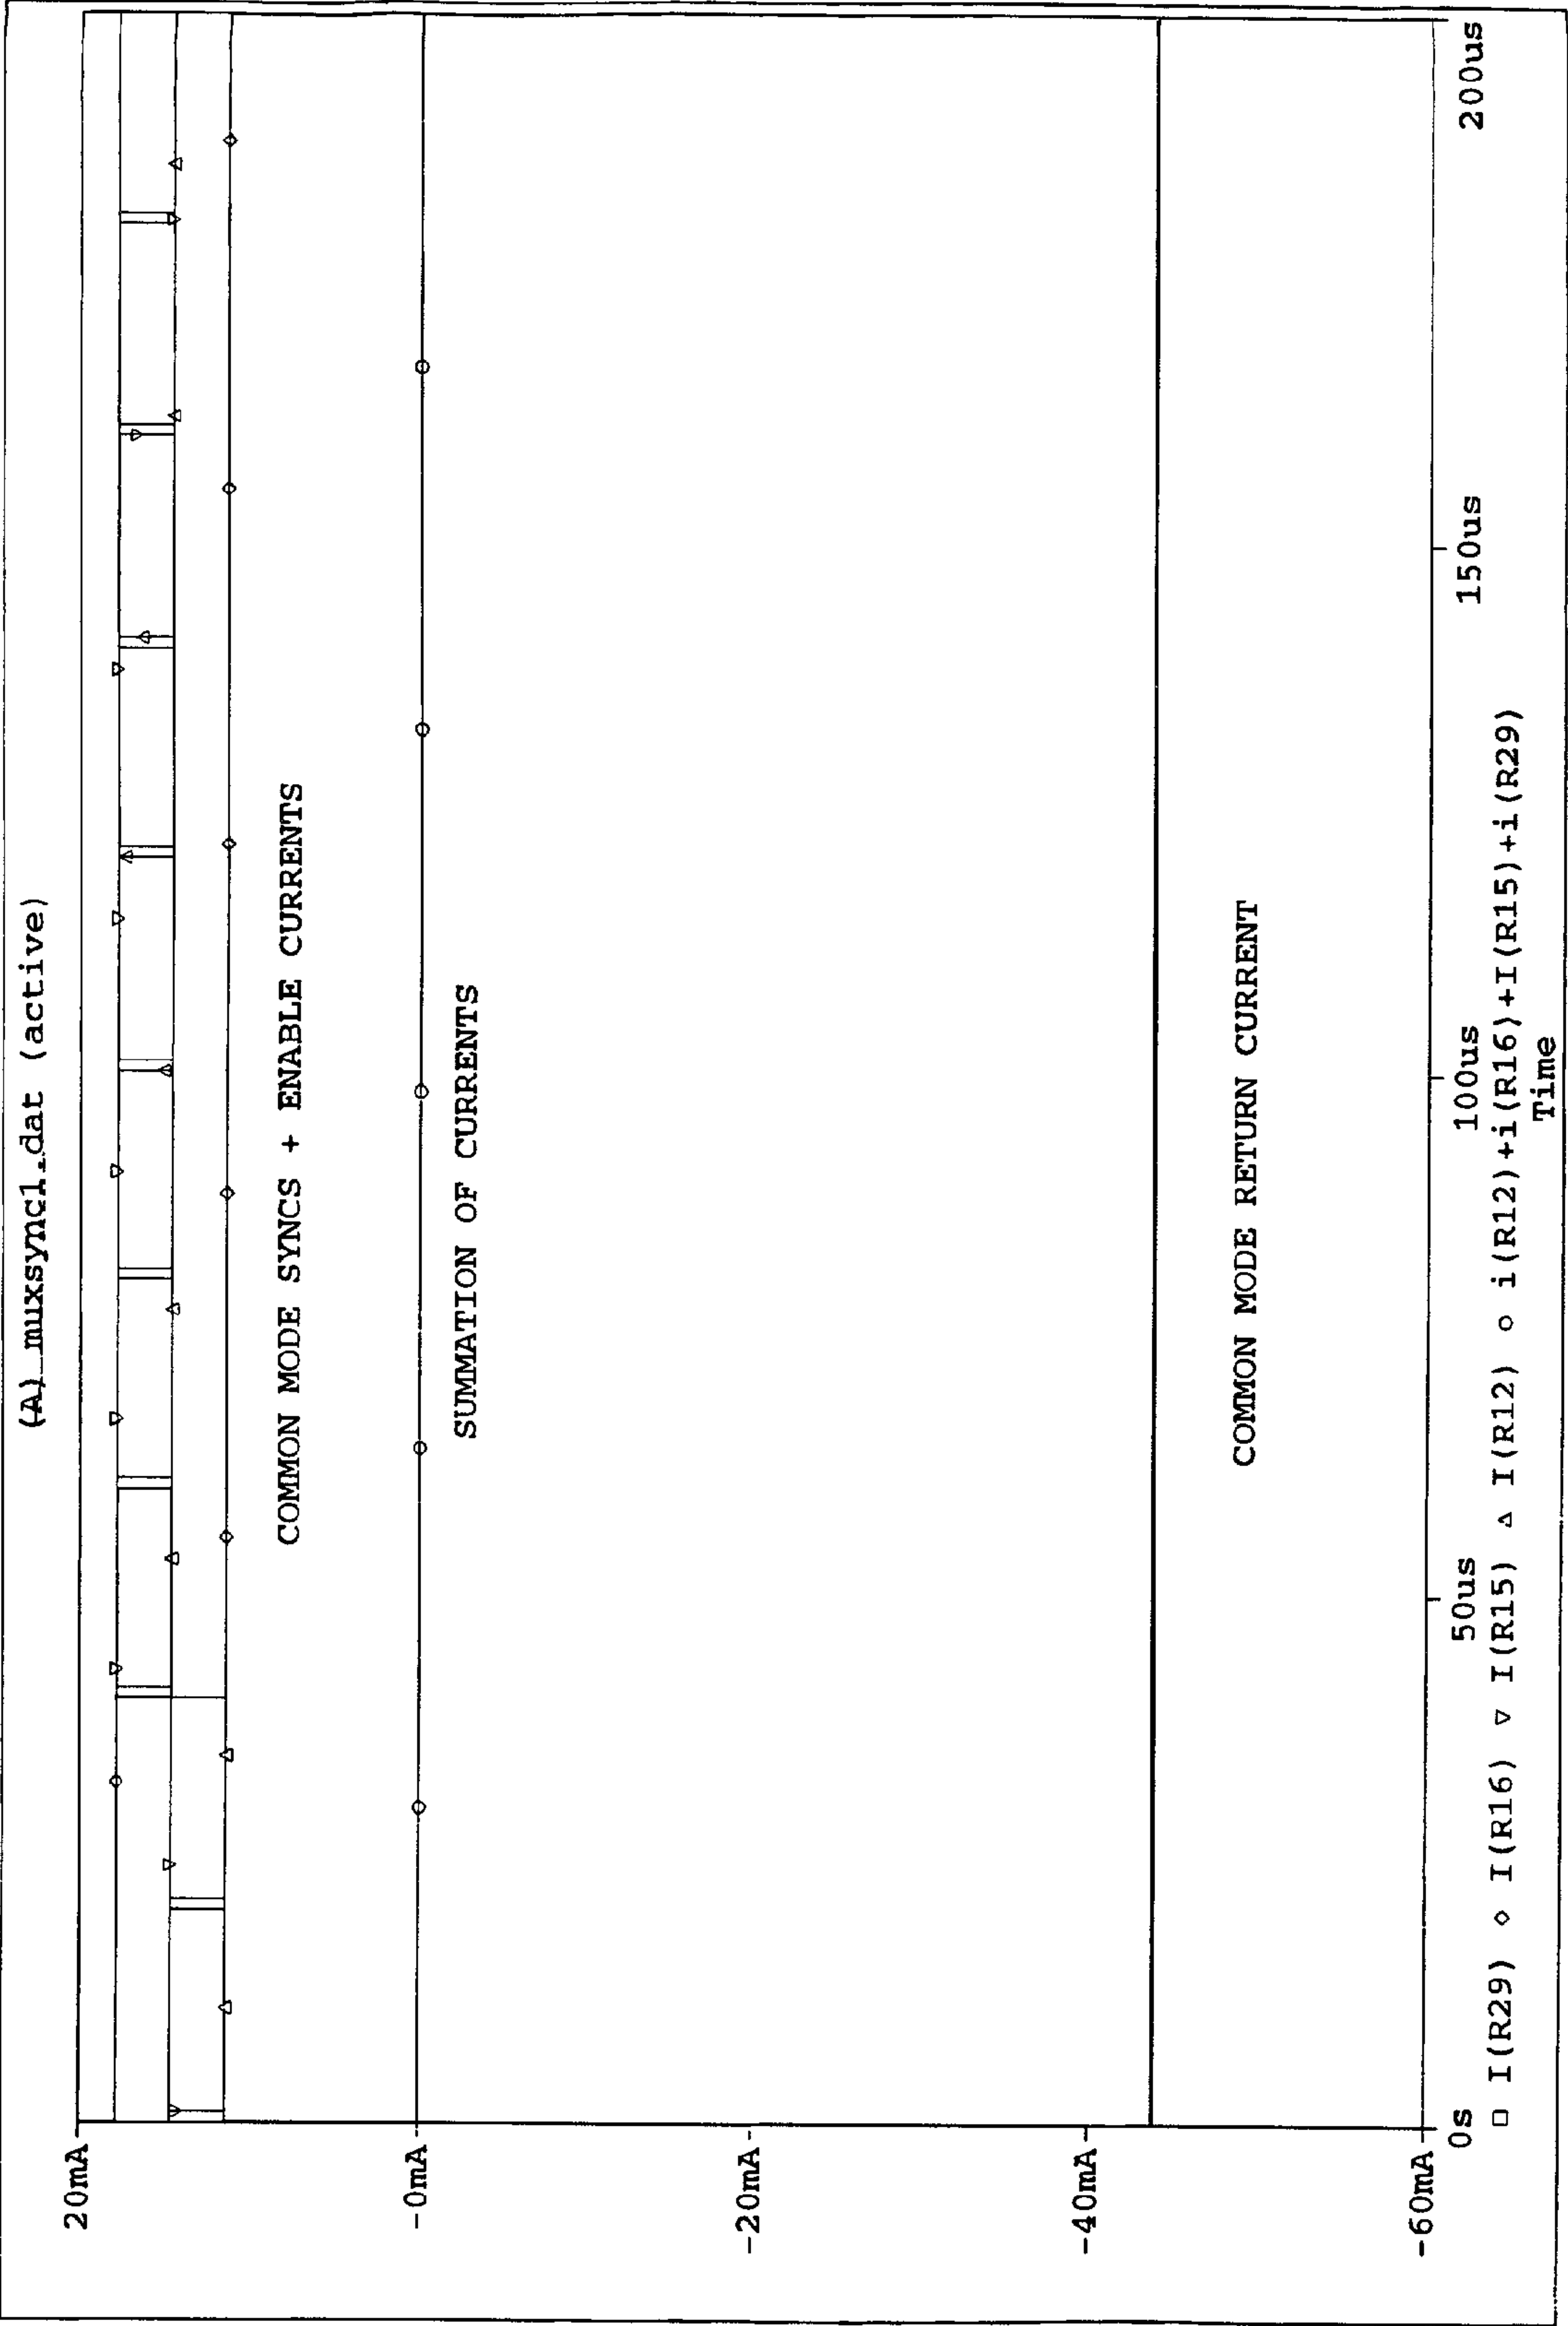 (A) muxsync1.dat (active)
20mA
-0mA
-20mA
-40mA
-60mA
COMMON MODE SYNCS + ENABLE CURRENTS
SUMMATION OF CURRENTS
COMMON MODE RETURN CURRENT
0s 50us 100us 150us 200us
□ I(R29) ◇ I(R16) ▽ I(R15) △ I(R12) ○ i(R12)+i(R16)+I(R15)+i(R29)
Time